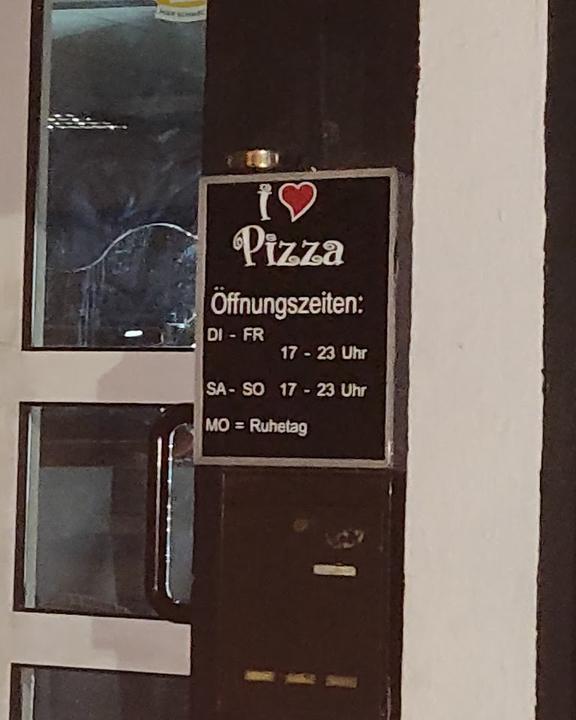 I ❤
Pizza
Öffnungszeiten:
DI - FR
17 - 23 Uhr
SA - SO 17 - 23 Uhr
MO = Ruhetag